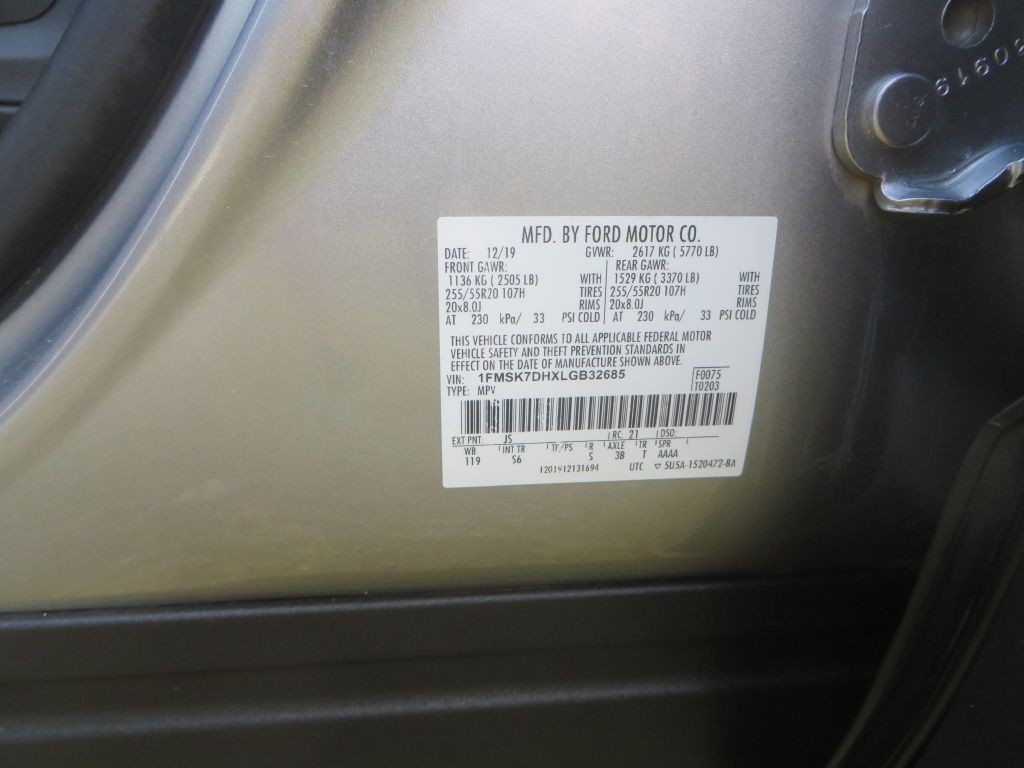 60919
MFD. BY FORD MOTOR CO.
DATE: 12/19 GVWR: 2617 KG ( 5770 LB)
FRONT GAWR: REAR GAWR:
1136 KG ( 2505 LB) WITH 1529 KG ( 3370 LB) WITH
255/55R20 107H TIRES 255/55R20 107H TIRES
20x8.0J RIMS 20x8.0J RIMS
AT 230 kPa/ 33 PSI COLD AT 230 kPa/ 33 PSI COLD
THIS VEHICLE CONFORMS TO ALL APPLICABLE FEDERAL MOTOR
VEHICLE SAFETY AND THEFT PREVENTION STANDARDS IN
EFFECT ON THE DATE OF MANUFACTURE SHOWN ABOVE.
VIN: 1FMSK7DHXLGB32685 F0075
TYPE: MPV T0203
EXT PNT: JS RC: 21 DSO:
WB INT TR TP/PS R AXLE TR SPR
119 S6 S 3B T AAAA
1201912131694 UTC ▽ 5U5A-1520472-BA